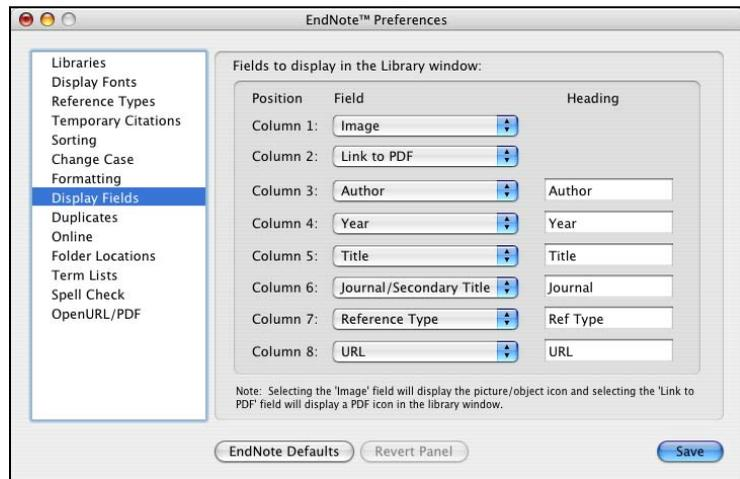 EndNote™ Preferences
Libraries
Display Fonts
Reference Types
Temporary Citations
Sorting
Change Case
Formatting
Display Fields
Duplicates
Online
Folder Locations
Term Lists
Spell Check
OpenURL/PDF
Fields to display in the Library window:
Position Field Heading
Column 1: Image
Column 2: Link to PDF
Column 3: Author Author
Column 4: Year Year
Column 5: Title Title
Column 6: Journal/Secondary Title Journal
Column 7: Reference Type Ref Type
Column 8: URL URL
Note: Selecting the 'Image' field will display the picture/object icon and selecting the 'Link to
PDF' field will display a PDF icon in the library window.
EndNote Defaults Revert Panel Save